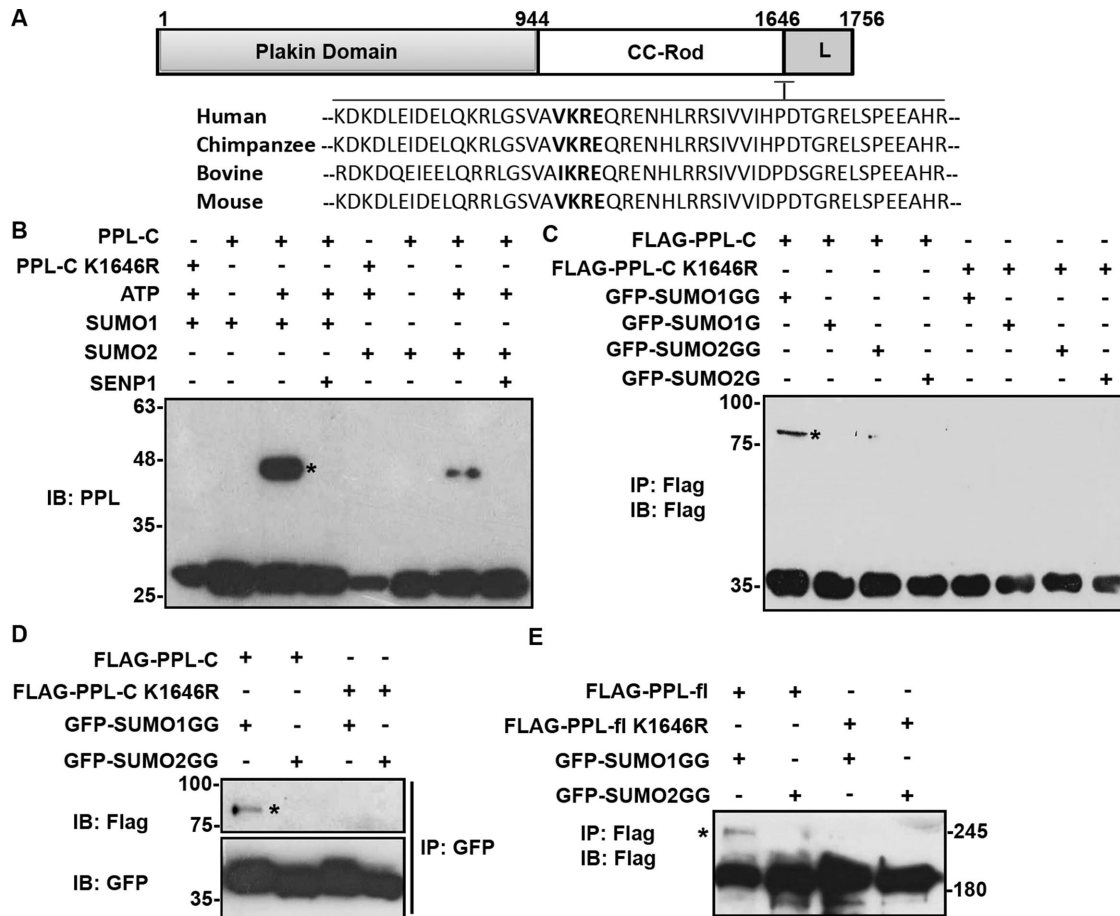 A
1 944 1646 1756
Plakin Domain CC-Rod L
Human --KDKDLEIDELQKRLGSVAVKREQRENHLRRSIVVIHPDTGRELSPEEAHR--
Chimpanzee --KDKDLEIDELQKRLGSVAVKREQRENHLRRSIVVIHPDTGRELSPEEAHR--
Bovine --RDKDQEIEELQRRLGSVAIKREQRENHLRRSIVVIDPDSGRELSPEEAHR--
Mouse --KDKDLEIDELQRRLGSVAVKREQRENHLRRSIVVIDPDTGRELSPEEAHR--
B
PPL-C - + + + - + + +
PPL-C K1646R + - - - + - - -
ATP + - + + + - + +
SUMO1 + + + + - - - -
SUMO2 - - - - + + + +
SENP1 - - - + - - - +
63-
48-
*
IB: PPL
35-
25-
C
FLAG-PPL-C + + + + - - - -
FLAG-PPL-C K1646R - - - - + + + +
GFP-SUMO1GG + - - - + - - -
GFP-SUMO1G - + - - - + - -
GFP-SUMO2GG - - + - - - + -
GFP-SUMO2G - - - + - - - +
100-
75-
*
*
IP: Flag
IB: Flag
35-
D
FLAG-PPL-C + + - -
FLAG-PPL-C K1646R - - + +
GFP-SUMO1GG + - + -
GFP-SUMO2GG - + - +
100-
IB: Flag
*
75-
IP: GFP
IB: GFP
35-
E
FLAG-PPL-fl + + - -
FLAG-PPL-fl K1646R - - + +
GFP-SUMO1GG + - + -
GFP-SUMO2GG - + - +
IP: Flag * -245
IB: Flag
-180